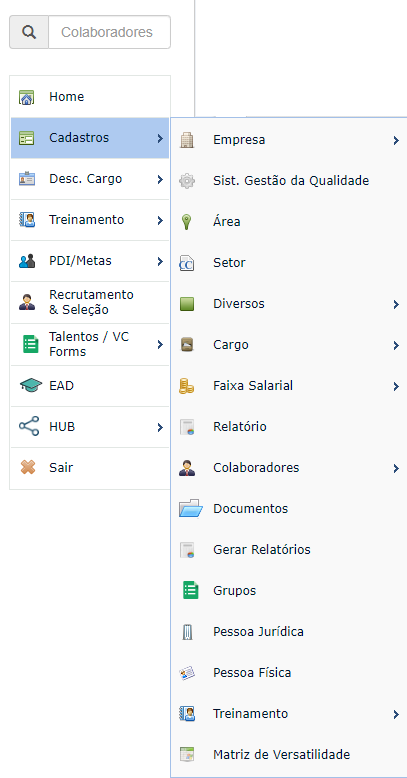 Colaboradores
Home
Cadastros
Desc. Cargo
Treinamento
PDI/Metas
Recrutamento
& Seleção
Talentos / VC
Forms
EAD
HUB
Sair
Empresa
Sist. Gestão da Qualidade
Área
Setor
Diversos
Cargo
Faixa Salarial
Relatório
Colaboradores
Documentos
Gerar Relatórios
Grupos
Pessoa Jurídica
Pessoa Física
Treinamento
Matriz de Versatilidade